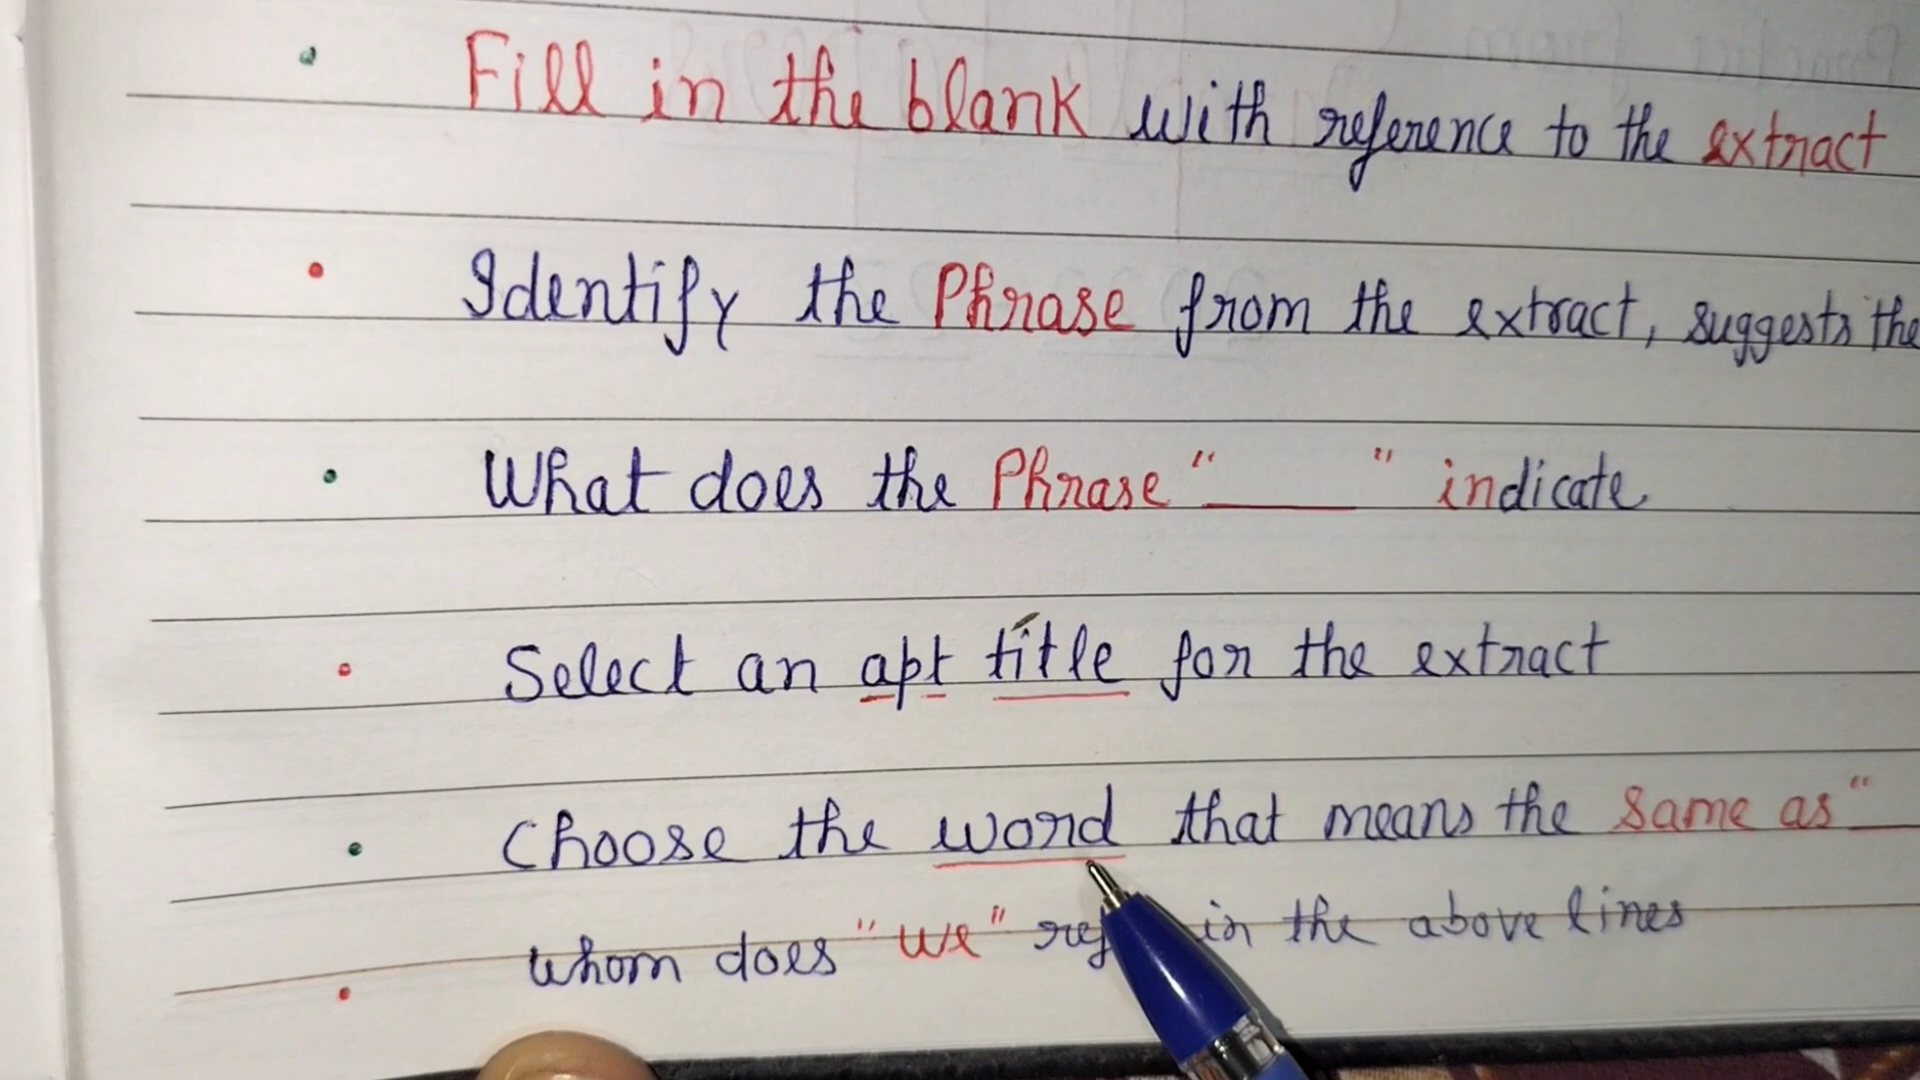 Fill in the blank with reference to the extract
Identify the Phrase from the extract, suggests the
What does the Phrase "____" indicate
Select an apt title for the extract
Choose the word that means the same as "__
whom does "we" in the above lines